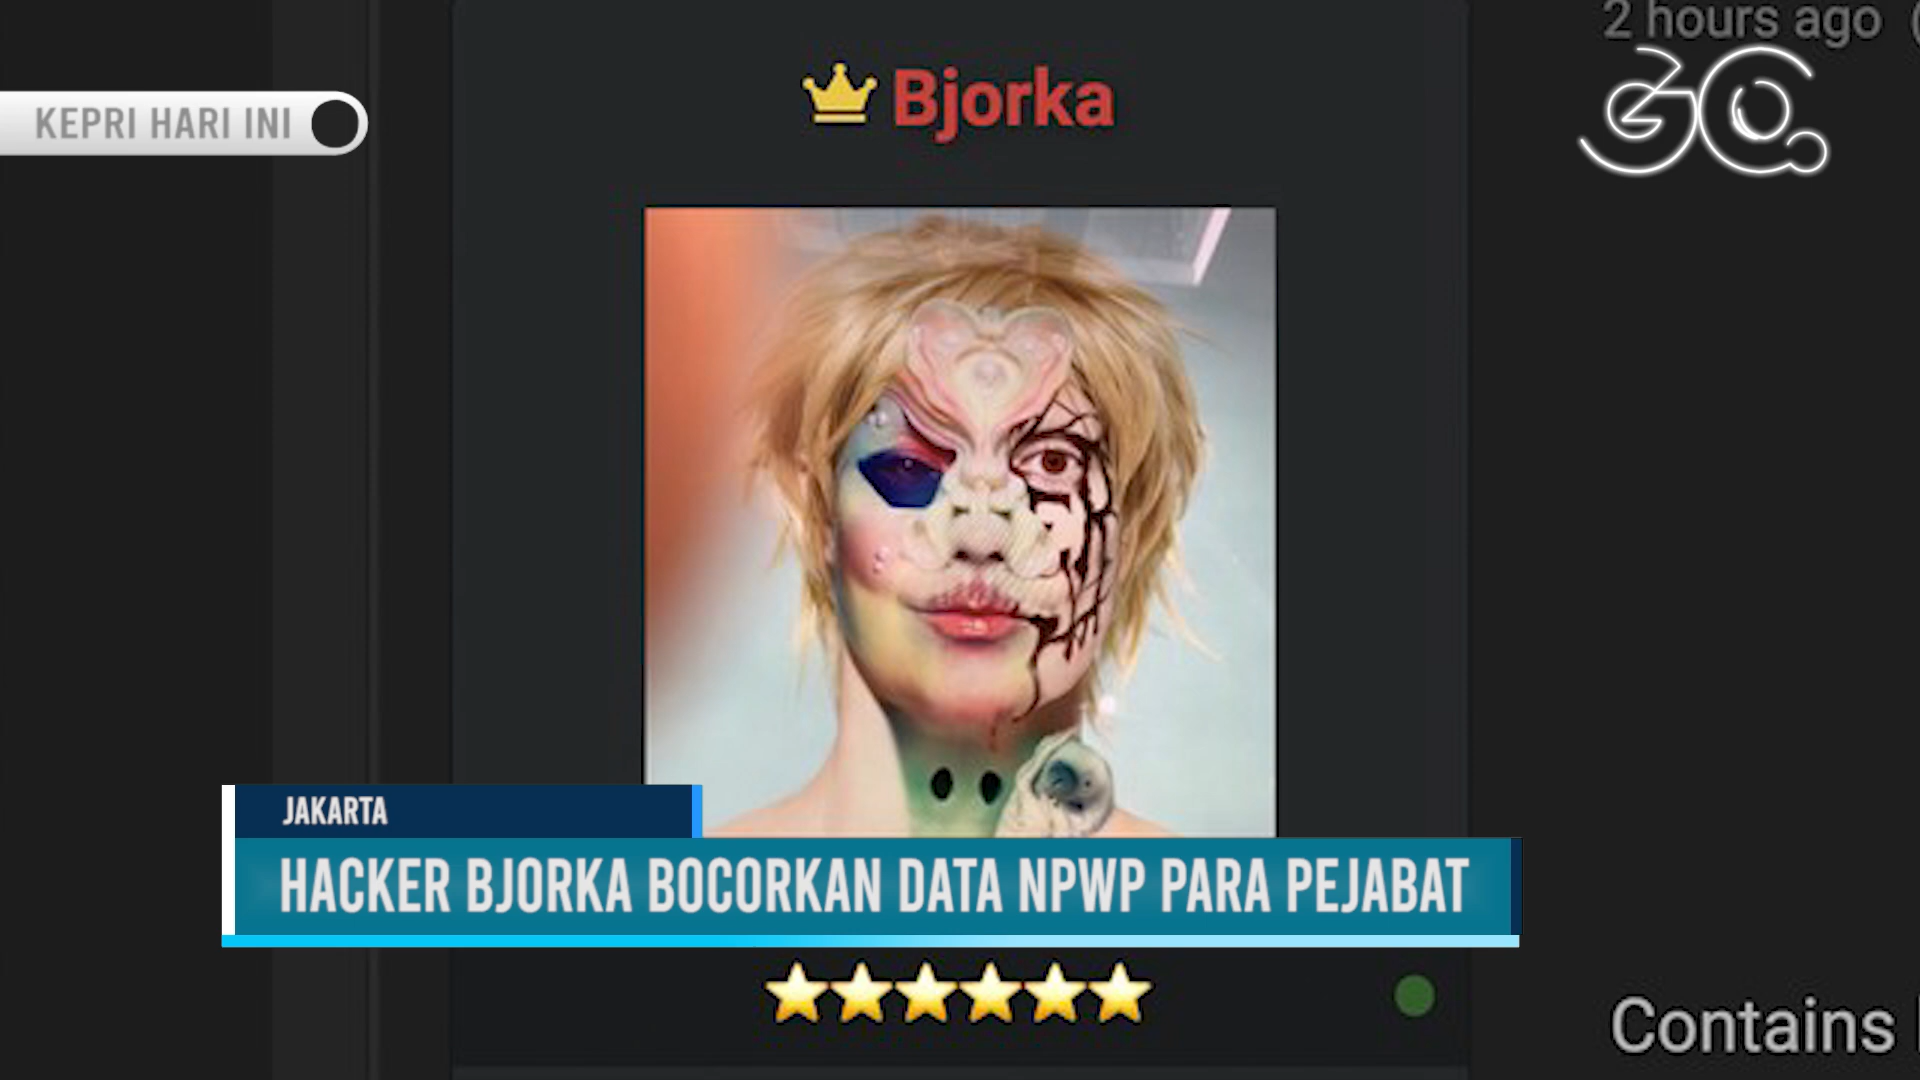 2 hours ago
KEPRI HARI INI
Bjorka
JAKARTA
HACKER BJORKA BOCORKAN DATA NPWP PARA PEJABAT
Contains